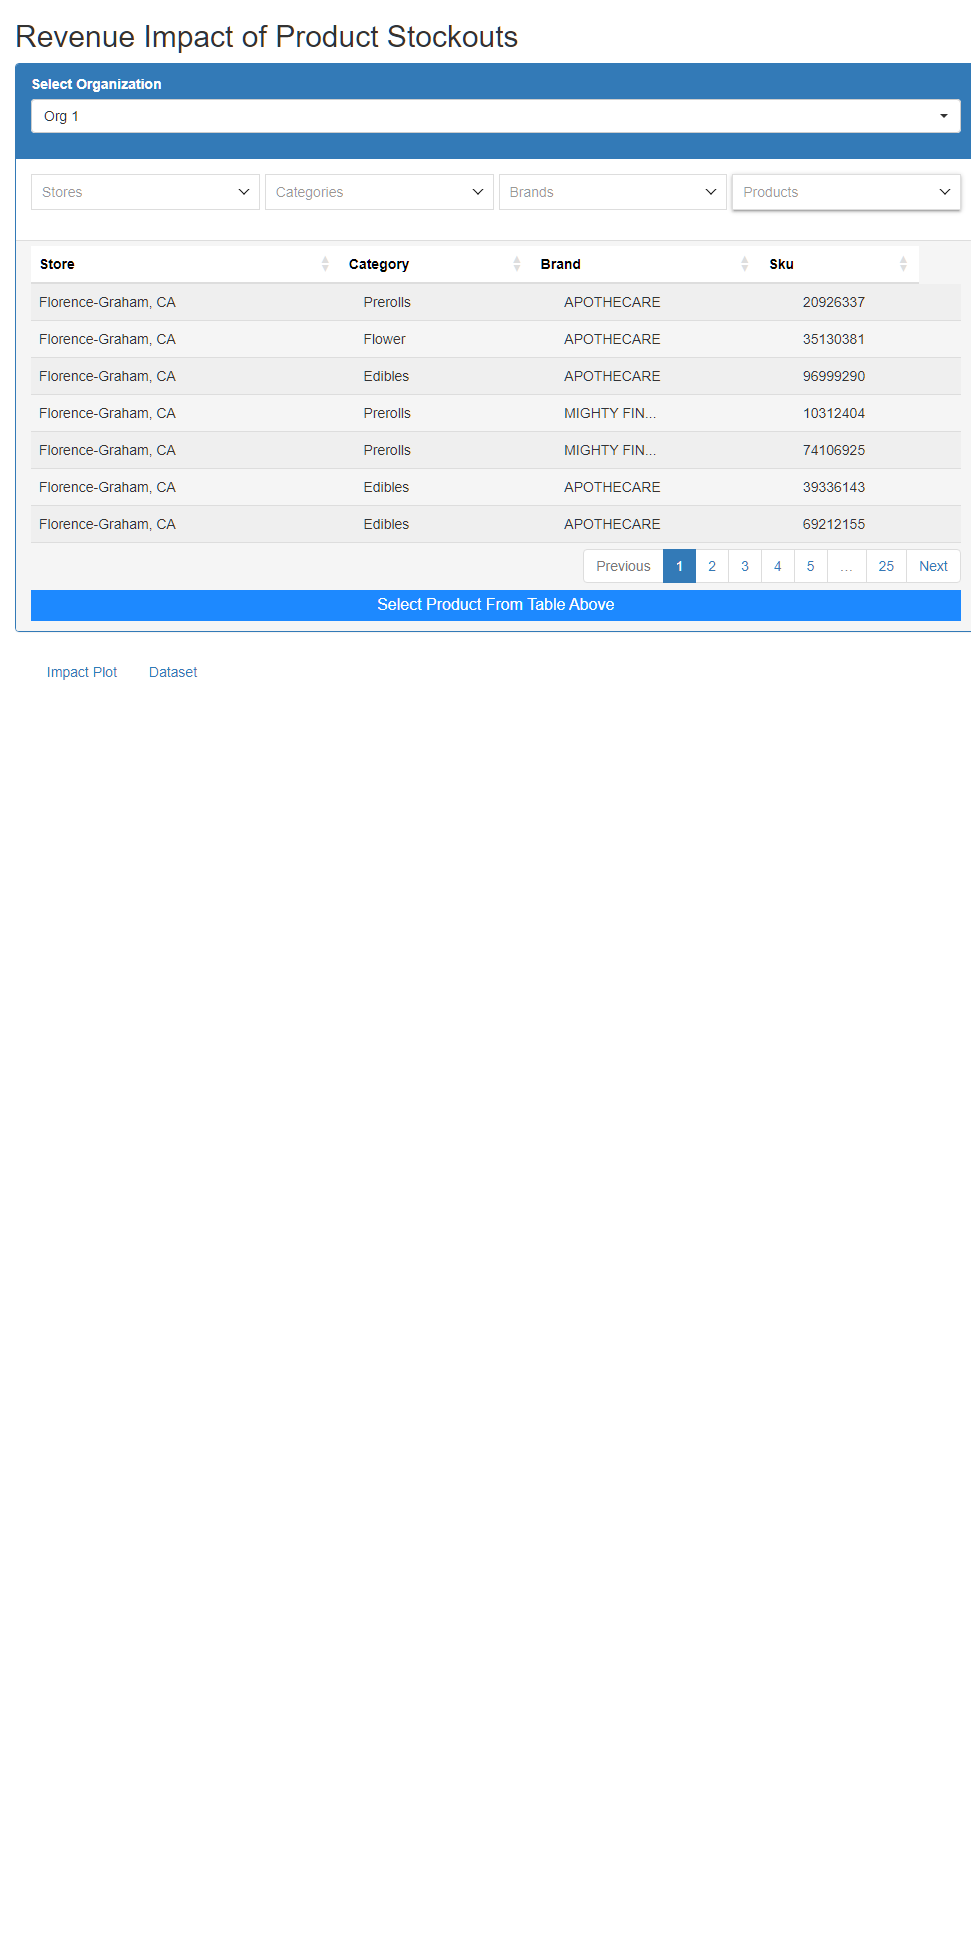 Revenue Impact of Product Stockouts
Select Organization
Org 1
Stores Categories Brands Products
Store Category Brand Sku
Florence-Graham, CA Prerolls APOTHECARE 20926337
Florence-Graham, CA Flower APOTHECARE 35130381
Florence-Graham, CA Edibles APOTHECARE 96999290
Florence-Graham, CA Prerolls MIGHTY FIN... 10312404
Florence-Graham, CA Prerolls MIGHTY FIN... 74106925
Florence-Graham, CA Edibles APOTHECARE 39336143
Florence-Graham, CA Edibles APOTHECARE 69212155
Previous 1 2 3 4 5 ... 25 Next
Select Product From Table Above
Impact Plot Dataset